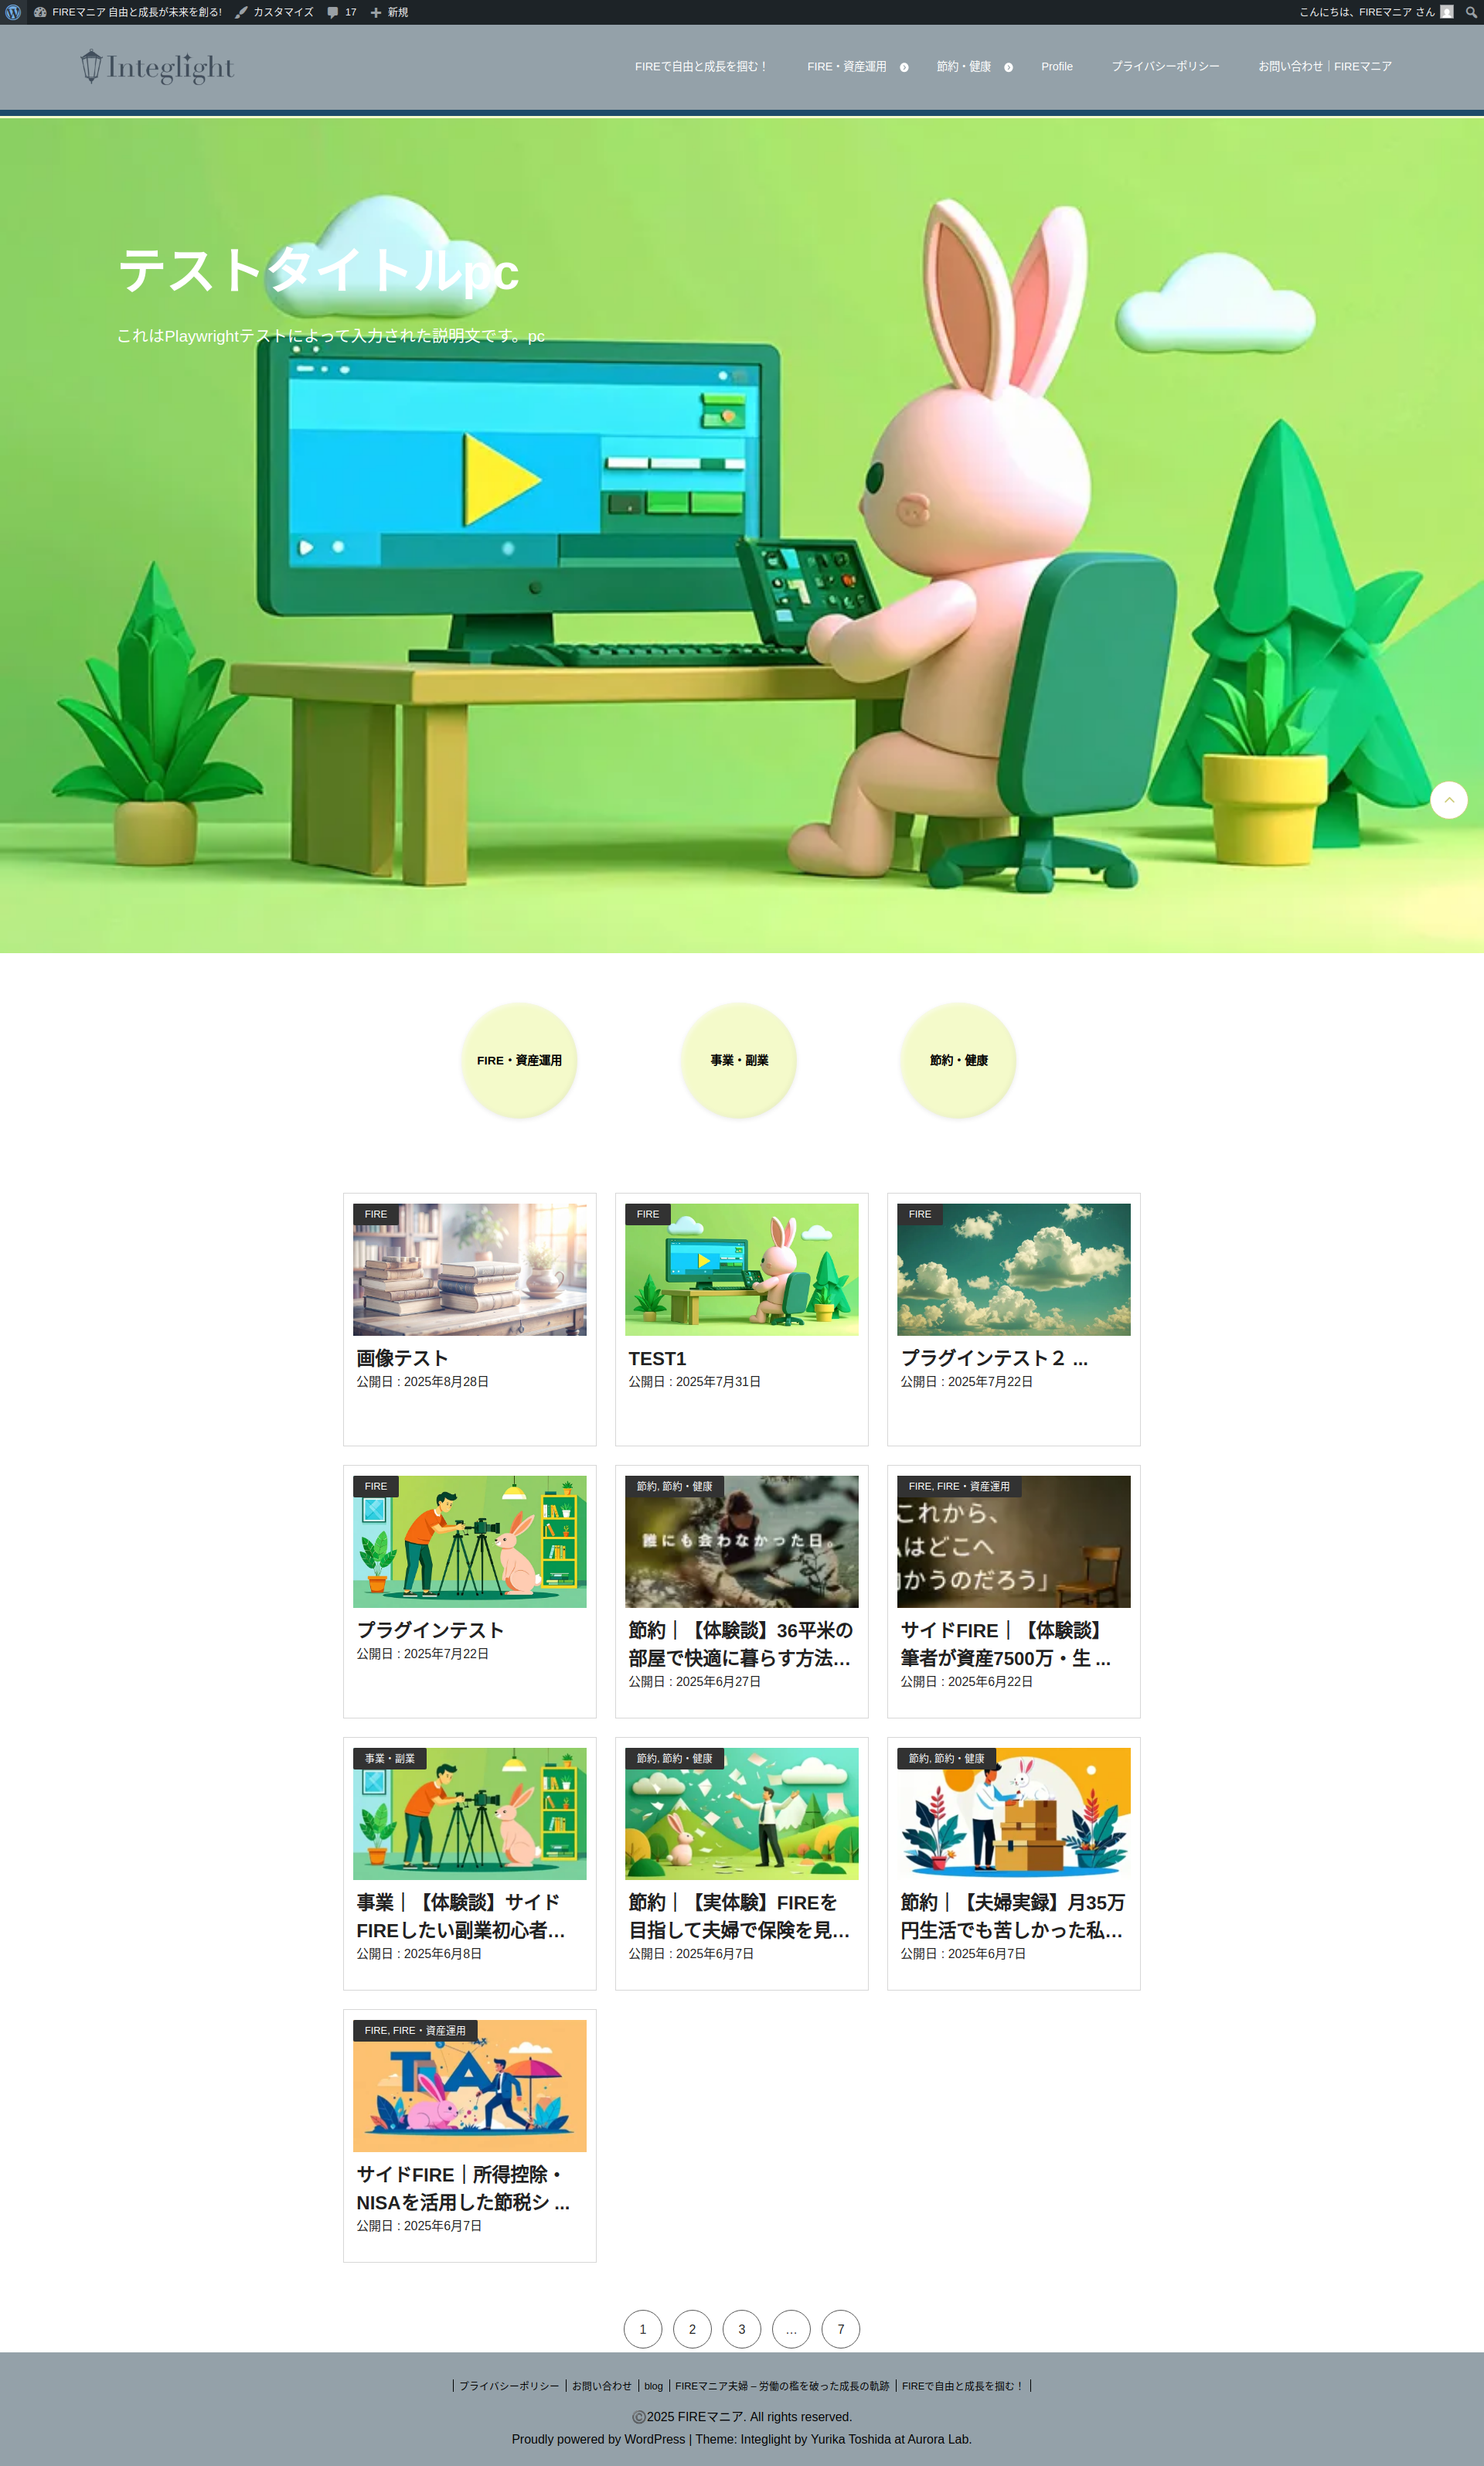 FIREマニア 自由と成長が未来を創る!
カスタマイズ
17
新規
こんにちは、FIREマニア さん
Integlight
FIREで自由と成長を掴む！
FIRE・資産運用
節約・健康
Profile
プライバシーポリシー
お問い合わせ｜FIREマニア
テストタイトルpc
これはPlaywrightテストによって入力された説明文です。pc
FIRE・資産運用
事業・副業
節約・健康
FIRE
画像テスト
公開日 : 2025年8月28日
FIRE
TEST1
公開日 : 2025年7月31日
FIRE
プラグインテスト２ ...
公開日 : 2025年7月22日
FIRE
プラグインテスト
公開日 : 2025年7月22日
節約, 節約・健康
誰にも会わなかった日。
節約｜【体験談】36平米の
部屋で快適に暮らす方法…
公開日 : 2025年6月27日
FIRE, FIRE・資産運用
これから、
はどこへ
かうのだろう」
サイドFIRE｜【体験談】
筆者が資産7500万・生 ...
公開日 : 2025年6月22日
事業・副業
事業｜【体験談】サイド
FIREしたい副業初心者…
公開日 : 2025年6月8日
節約, 節約・健康
節約｜【実体験】FIREを
目指して夫婦で保険を見…
公開日 : 2025年6月7日
節約, 節約・健康
節約｜【夫婦実録】月35万
円生活でも苦しかった私…
公開日 : 2025年6月7日
FIRE, FIRE・資産運用
サイドFIRE｜所得控除・
NISAを活用した節税シ ...
公開日 : 2025年6月7日
1
2
3
…
7
プライバシーポリシー
お問い合わせ
blog
FIREマニア夫婦 – 労働の檻を破った成長の軌跡
FIREで自由と成長を掴む！
©2025 FIREマニア. All rights reserved.
Proudly powered by WordPress | Theme: Integlight by Yurika Toshida at Aurora Lab.